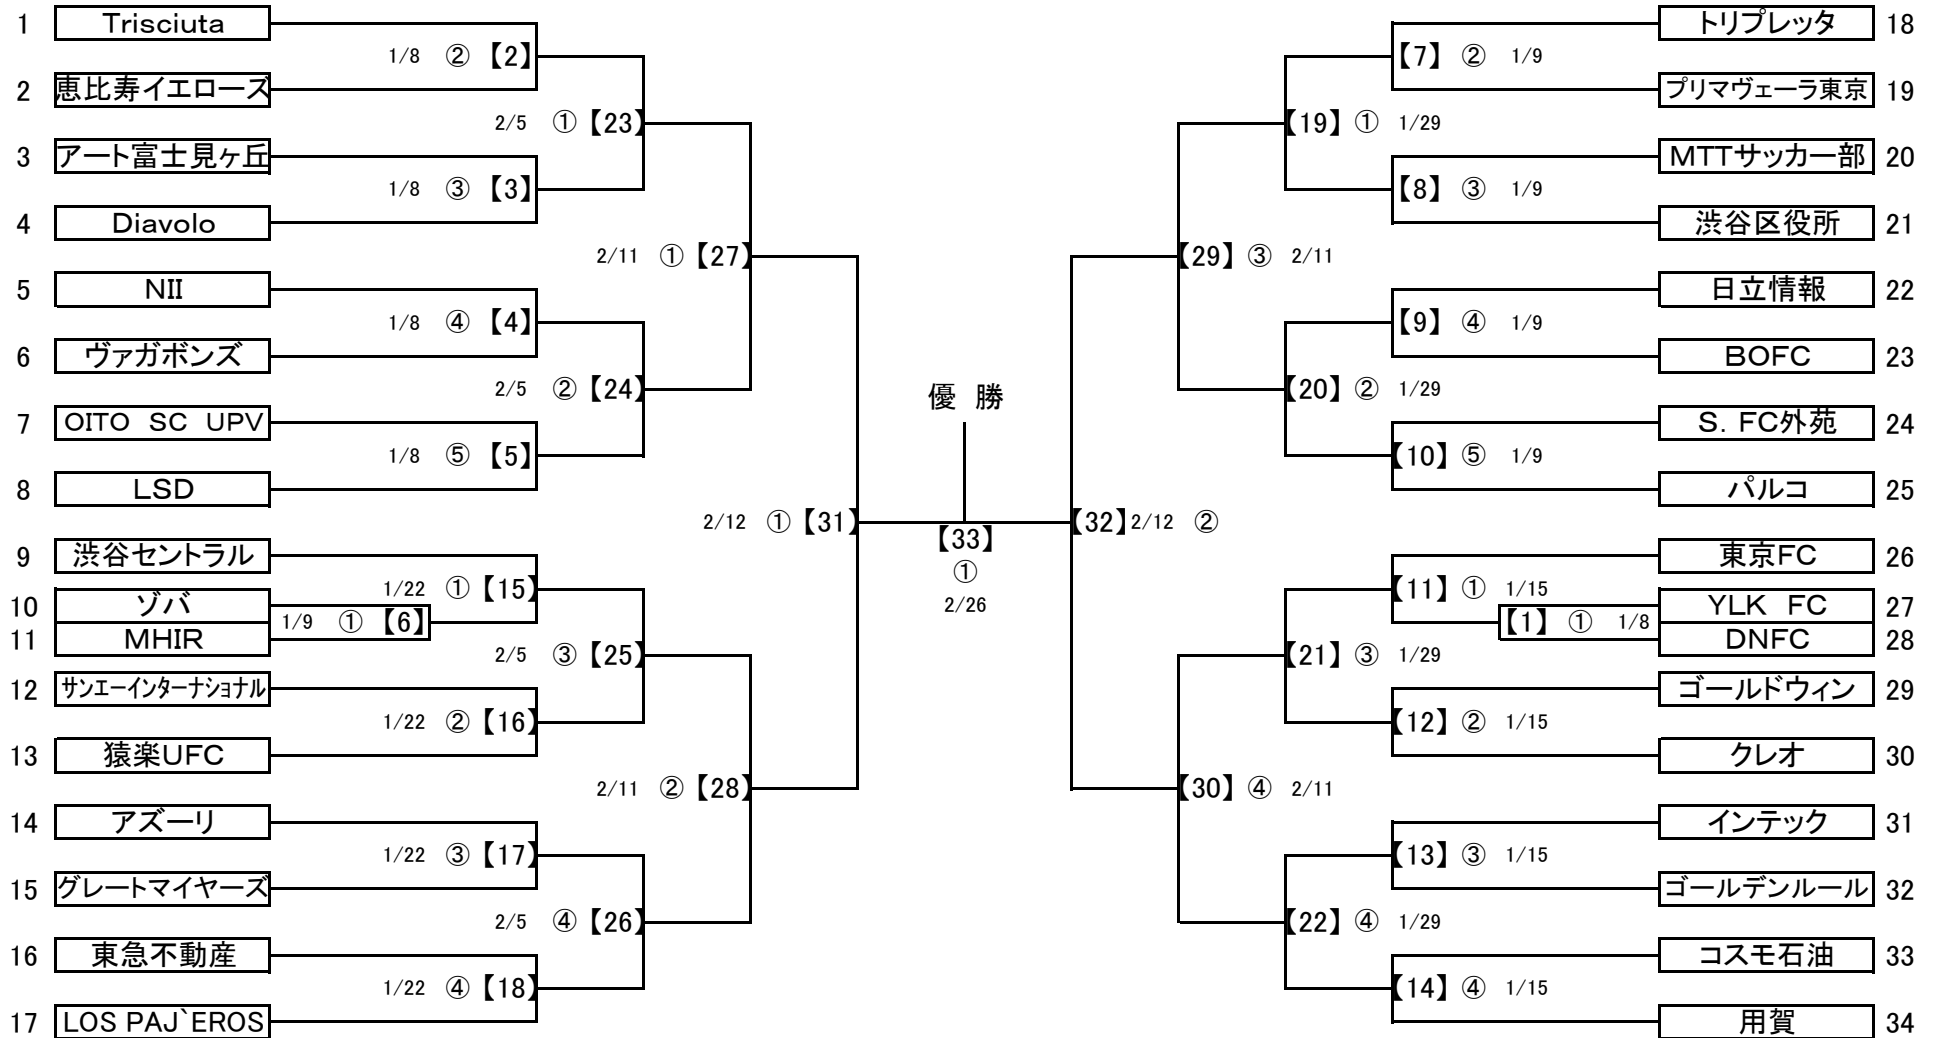 1 Trisciuta
1/8 ② 【2】
2 恵比寿イエローズ
2/5 ① 【23】
3 アート富士見ヶ丘
1/8 ③ 【3】
4 Diavolo
2/11 ① 【27】
5 NII
1/8 ④ 【4】
6 ヴァガボンズ
2/5 ② 【24】
7 OITO SC UPV
1/8 ⑤ 【5】
8 LSD
2/12 ① 【31】
9 渋谷セントラル
1/22 ① 【15】
10 ゾバ
1/9 ① 【6】
11 MHIR
2/5 ③ 【25】
12 サンエーインターナショナル
1/22 ② 【16】
13 猿楽UFC
2/11 ② 【28】
14 アズーリ
1/22 ③ 【17】
15 グレートマイヤーズ
2/5 ④ 【26】
16 東急不動産
1/22 ④ 【18】
17 LOS PAJ`EROS
優 勝
【33】
①
2/26
トリプレッタ 18
【7】 ② 1/9
プリマヴェーラ東京 19
【19】 ① 1/29
MTTサッカー部 20
【8】 ③ 1/9
渋谷区役所 21
【29】 ③ 2/11
日立情報 22
【9】 ④ 1/9
BOFC 23
【20】 ② 1/29
S．FC外苑 24
【10】 ⑤ 1/9
パルコ 25
【32】 2/12 ②
東京FC 26
【11】 ① 1/15
YLK FC 27
【1】 ① 1/8
DNFC 28
【21】 ③ 1/29
ゴールドウィン 29
【12】 ② 1/15
クレオ 30
【30】 ④ 2/11
インテック 31
【13】 ③ 1/15
ゴールデンルール 32
【22】 ④ 1/29
コスモ石油 33
【14】 ④ 1/15
用賀 34